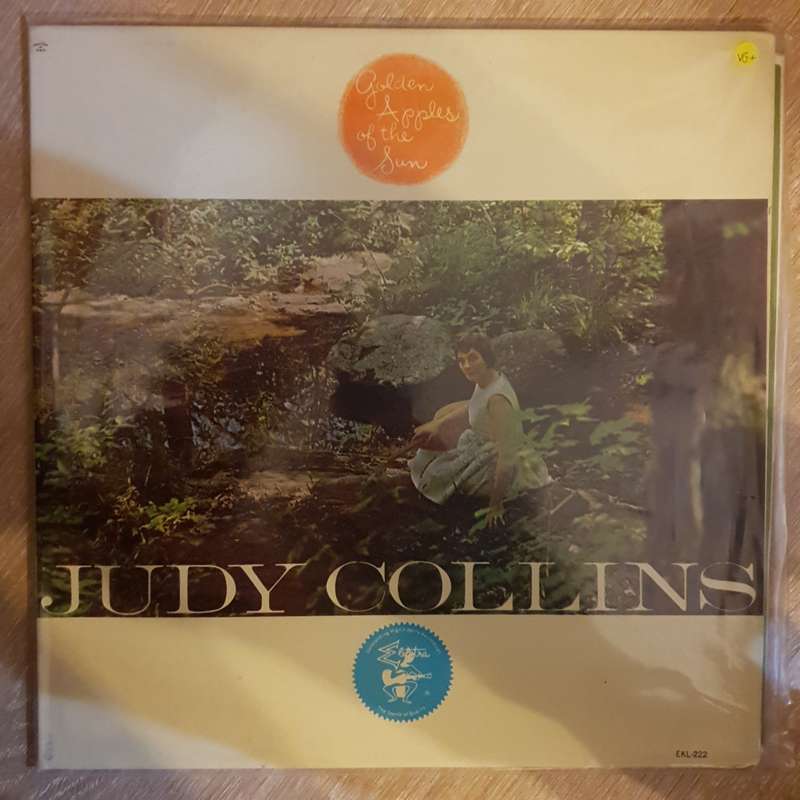 VG+
Golden
Apples
of the
Sun
JUDY COLLINS
Elektra
EKL-222